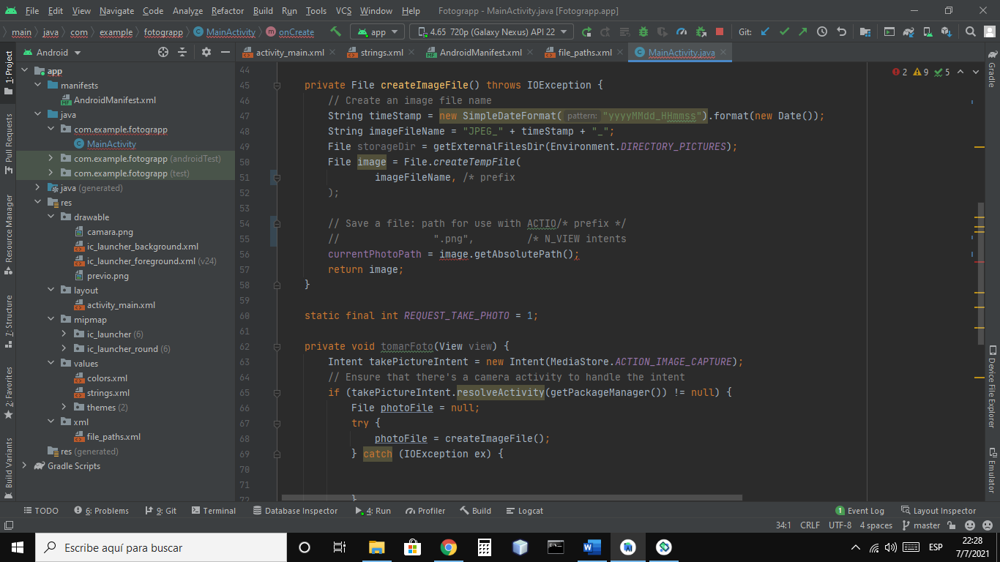 File Edit View Navigate Code Analyze Refactor Build Run Tools VCS Window Help Fotograpp - MainActivity.java [Fotograpp.app]
main java com example fotograpp MainActivity onCreate app 4.65 720p (Galaxy Nexus) API 22 Git:
Android
activity_main.xml strings.xml AndroidManifest.xml file_paths.xml MainActivity.java
1: Project
Pull Requests
Resource Manager
7: Structure
2: Favorites
Build Variants
app
manifests
AndroidManifest.xml
java
com.example.fotograpp
MainActivity
com.example.fotograpp (androidTest)
com.example.fotograpp (test)
java (generated)
res
drawable
camara.png
ic_launcher_background.xml
ic_launcher_foreground.xml (v24)
previo.png
layout
activity_main.xml
mipmap
ic_launcher (6)
ic_launcher_round (6)
values
colors.xml
strings.xml
themes (2)
xml
file_paths.xml
res (generated)
Gradle Scripts
2 9 5
44
45 private File createImageFile() throws IOException {
46 // Create an image file name
47 String timeStamp = new SimpleDateFormat( pattern: "yyyyMMdd_HHmmss").format(new Date());
48 String imageFileName = "JPEG_" + timeStamp + "_";
49 File storageDir = getExternalFilesDir(Environment.DIRECTORY_PICTURES);
50 File image = File.createTempFile(
51 imageFileName, /* prefix
52 );
53
54 // Save a file: path for use with ACTIO/* prefix */
55 // ".png", /* N_VIEW intents
56 currentPhotoPath = image.getAbsolutePath();
57 return image;
58 }
59
60 static final int REQUEST_TAKE_PHOTO = 1;
61
62 private void tomarFoto(View view) {
63 Intent takePictureIntent = new Intent(MediaStore.ACTION_IMAGE_CAPTURE);
64 // Ensure that there's a camera activity to handle the intent
65 if (takePictureIntent.resolveActivity(getPackageManager()) != null) {
66 File photoFile = null;
67 try {
68 photoFile = createImageFile();
69 } catch (IOException ex) {
70
71
72 }
Gradle
Device File Explorer
Emulator
TODO 6: Problems 9: Git Terminal Database Inspector 4: Run Profiler Build Logcat 1 Event Log Layout Inspector
34:1 CRLF UTF-8 4 spaces master
Escribe aquí para buscar
ESP
22:28
7/7/2021